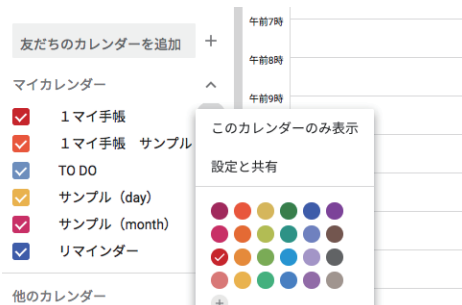 友だちのカレンダーを追加
マイカレンダー
1マイ手帳
1マイ手帳 サンプル
TO DO
サンプル（day）
サンプル（month）
リマインダー
他のカレンダー
午前7時
午前8時
午前9時
このカレンダーのみ表示
設定と共有